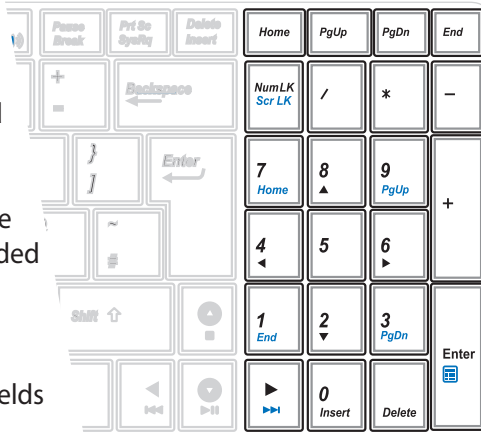 Pause Prt Sc Delete Home PgUp PgDn End
Break SysRq Insert
+ Backspace NumLK / * −
= Scr LK
} Enter 7 8 9 +
] Home PgUp
e ~ 4 5 6
ded #
Shift 1 2 3 Enter
End PgDn
elds 0 Delete
Insert